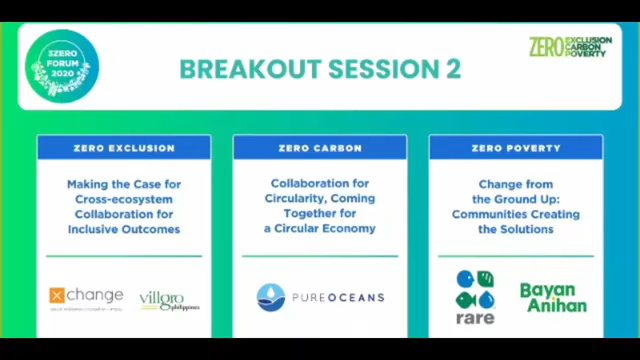 3ZERO
FORUM
2020
BREAKOUT SESSION 2
ZERO EXCLUSION
CARBON
POVERTY
ZERO EXCLUSION
Making the Case for
Cross-ecosystem
Collaboration for
Inclusive Outcomes
xchange
villgro
philippines
ZERO CARBON
Collaboration for
Circularity, Coming
Together for
a Circular Economy
PUREOCEANS
ZERO POVERTY
Change from
the Ground Up:
Communities Creating
the Solutions
rare
Bayan
Anihan